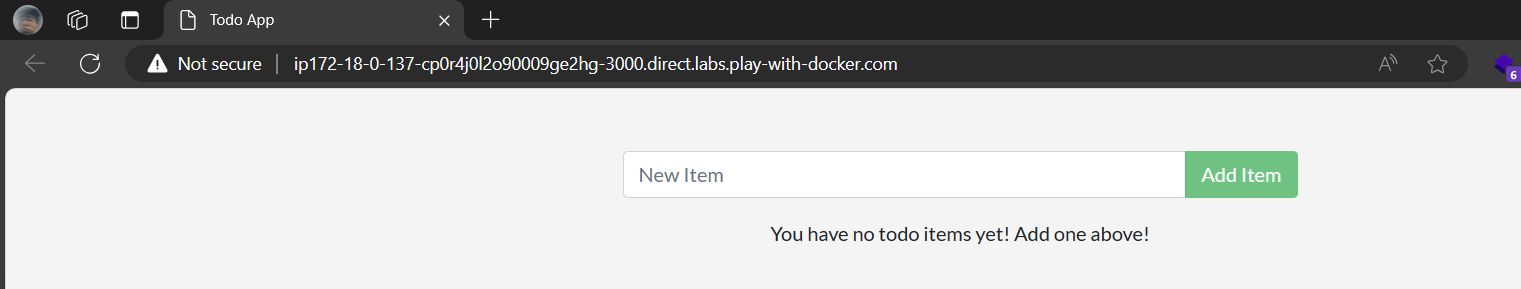 Todo App
Not secure
ip172-18-0-137-cp0r4j0l2o90009ge2hg-3000.direct.labs.play-with-docker.com
A
6
New Item
Add Item
You have no todo items yet! Add one above!